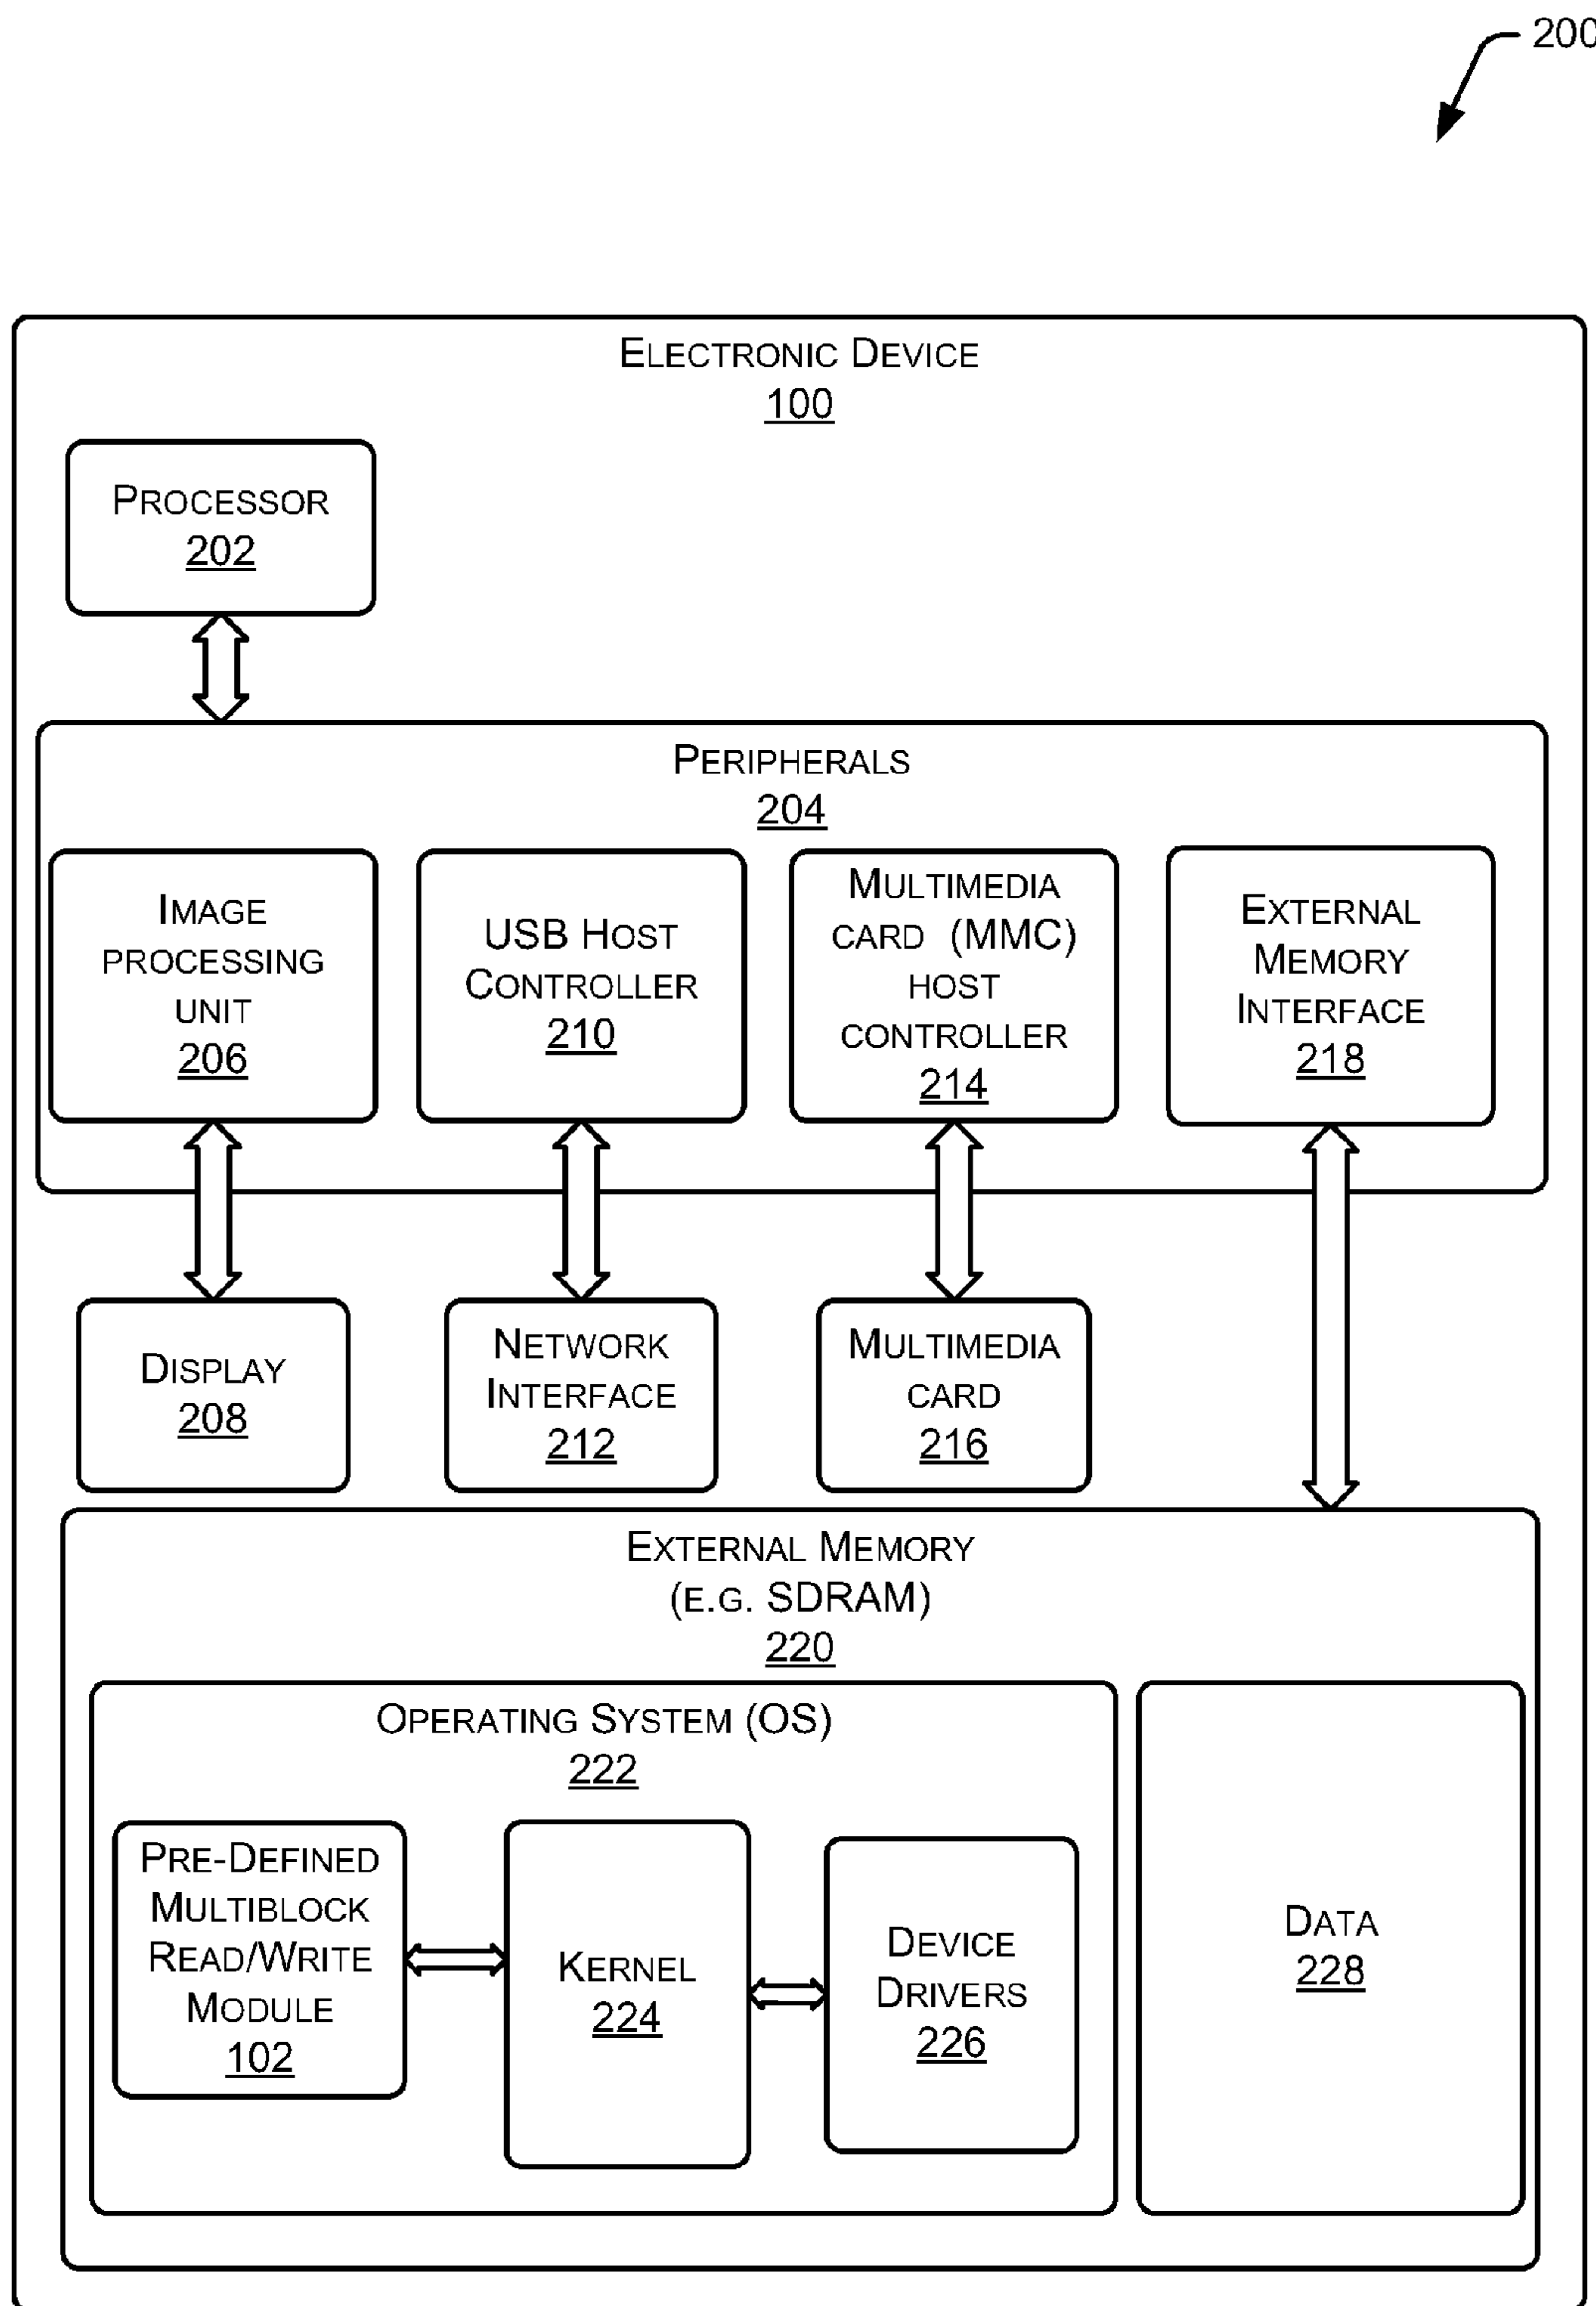 200
ELECTRONIC DEVICE
100
PROCESSOR
202
PERIPHERALS
204
IMAGE
PROCESSING
UNIT
206
USB HOST
CONTROLLER
210
MULTIMEDIA
CARD (MMC)
HOST
CONTROLLER
214
EXTERNAL
MEMORY
INTERFACE
218
DISPLAY
208
NETWORK
INTERFACE
212
MULTIMEDIA
CARD
216
EXTERNAL MEMORY
(E.G. SDRAM)
220
OPERATING SYSTEM (OS)
222
PRE-DEFINED
MULTIBLOCK
READ/WRITE
MODULE
102
KERNEL
224
DEVICE
DRIVERS
226
DATA
228